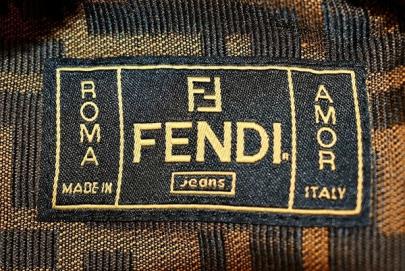 ROMA
MADE IN
FF
FENDI®
jeans
AMOR
ITALY